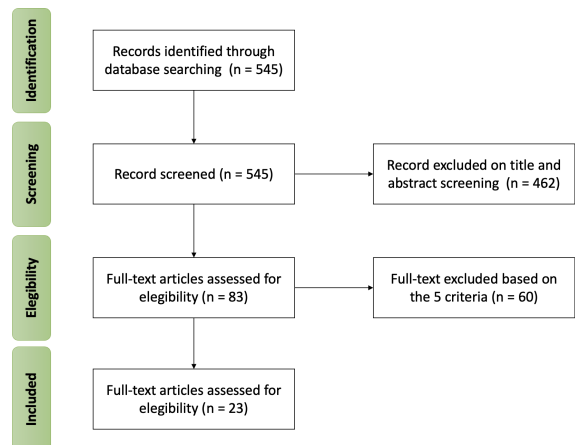 Identification
Records identified through
database searching (n = 545)
Screening
Record screened (n = 545)
Record excluded on title and
abstract screening (n = 462)
Elegibility
Full-text articles assessed for
elegibility (n = 83)
Full-text excluded based on
the 5 criteria (n = 60)
Included
Full-text articles assessed for
elegibility (n = 23)